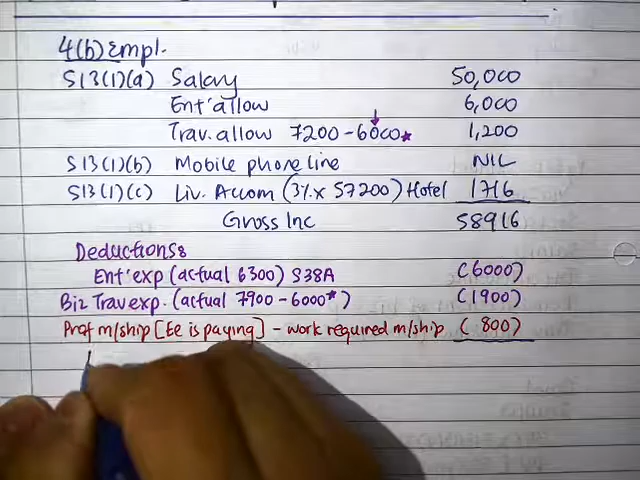 4(b) Empl.
S13(1)(a) Salary 50,000
Ent' allow 6,000
Trav. allow 7200-6000* 1,200
S13(1)(b) Mobile phone line NIL
S13(1)(c) Liv. Accom (3% x 57200) Hotel 1716
Gross Inc 58916
Deductions:
Ent' exp (actual 6300) S38A (6000)
Biz Trav exp. (actual 7900-6000*) (1900)
Prof m/ship [Ee is paying] - work required m/ship (800)